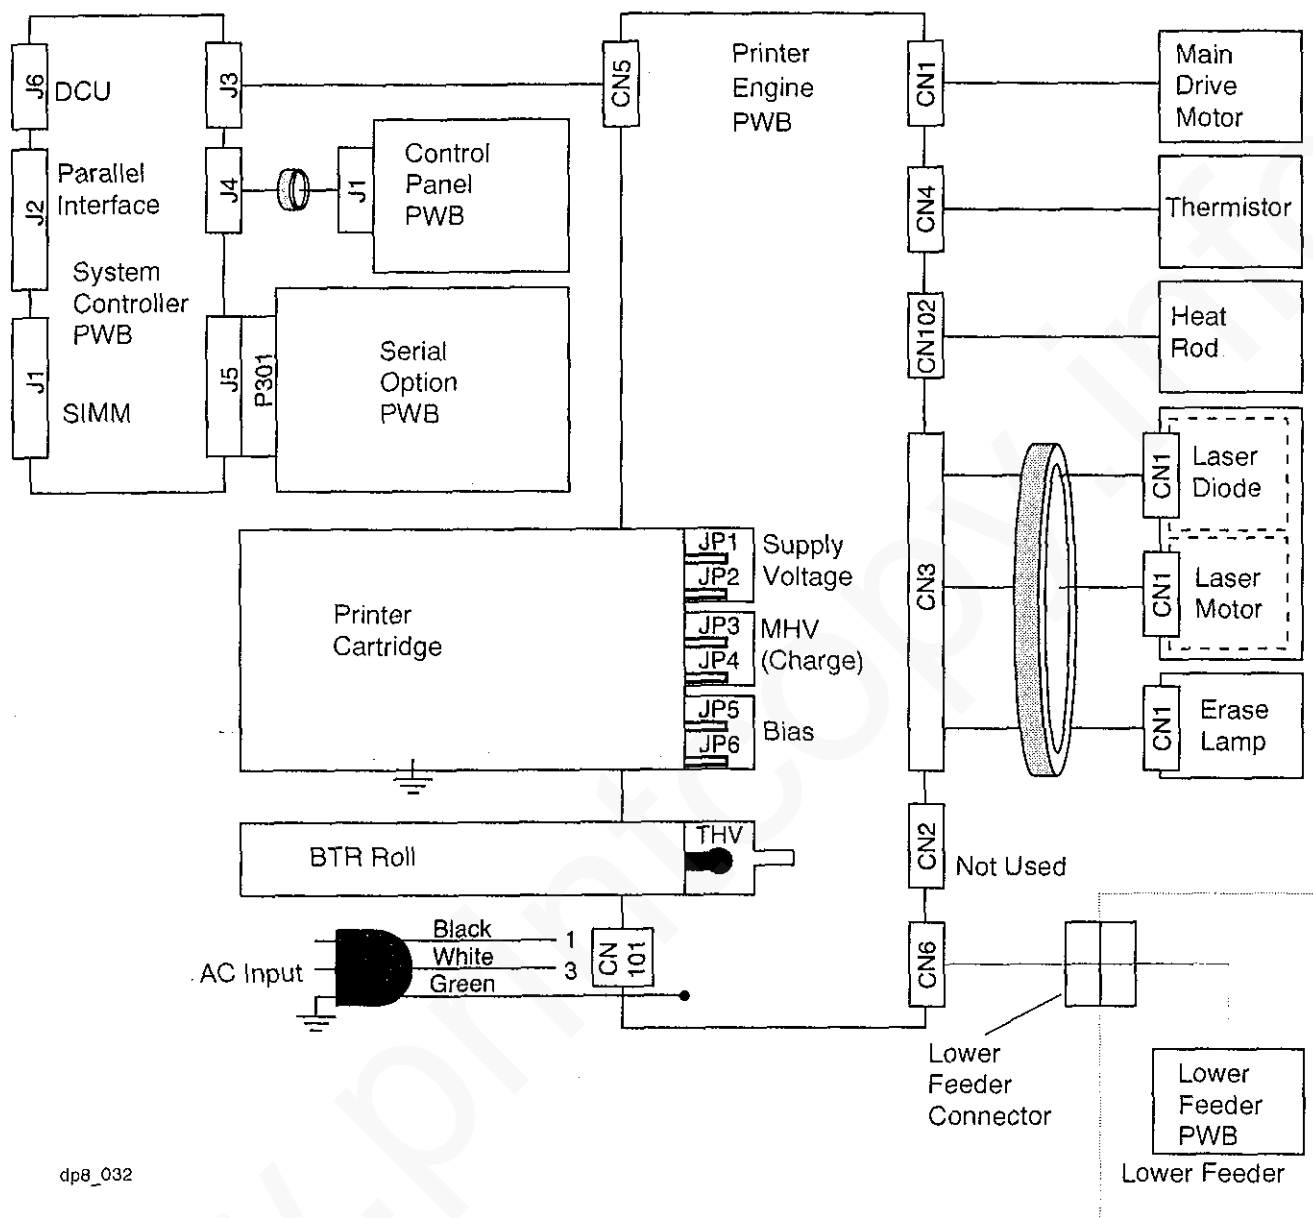 J6
DCU
J3
CN5
Printer
Engine
PWB
CN1
Main
Drive
Motor
J2
Parallel
Interface
J4
J1
Control
Panel
PWB
CN4
Thermistor
System
Controller
PWB
CN102
Heat
Rod
J1
SIMM
J5
P301
Serial
Option
PWB
CN3
CN1
Laser
Diode
CN1
Laser
Motor
CN1
Erase
Lamp
Printer
Cartridge
JP1
JP2
Supply
Voltage
JP3
JP4
MHV
(Charge)
JP5
JP6
Bias
BTR Roll
THV
CN2
Not Used
AC Input
Black
White
Green
1
3
CN
101
CN6
Lower
Feeder
Connector
Lower
Feeder
PWB
Lower Feeder
dp8_032
www.printcopy.info